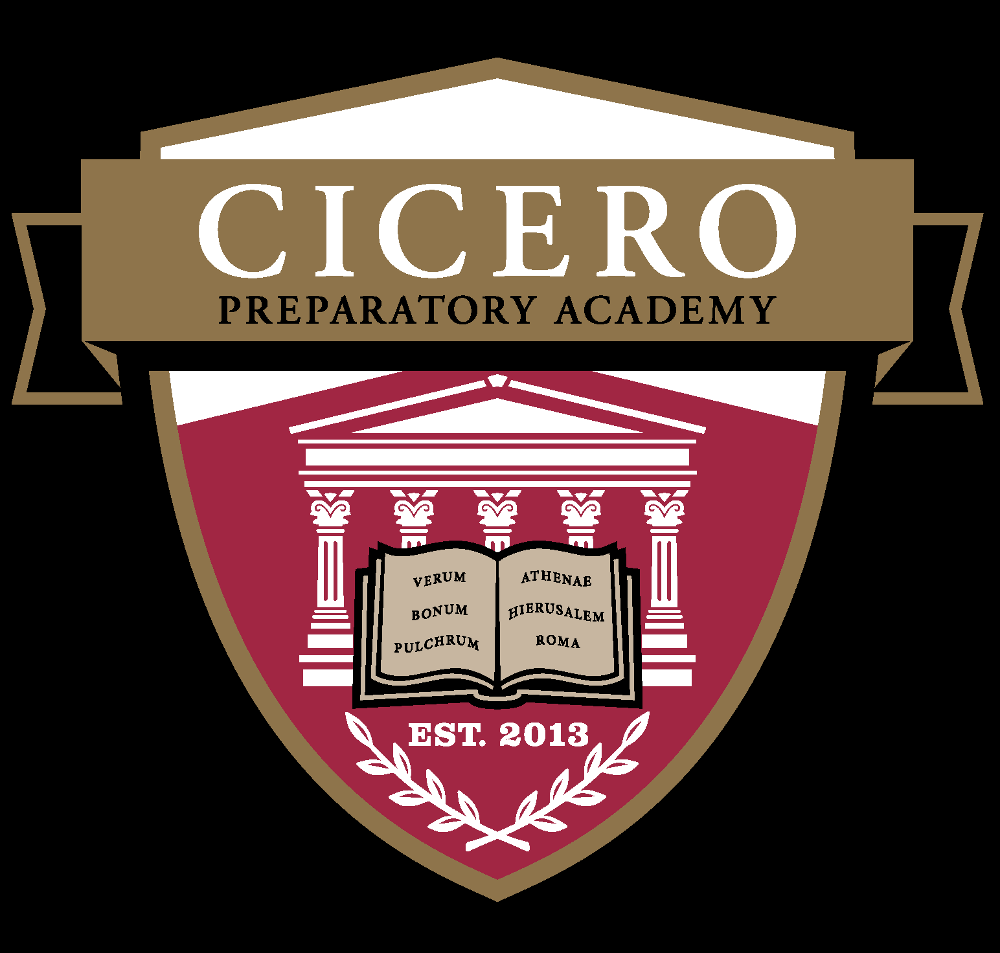 CICERO
PREPARATORY ACADEMY
VERUM
BONUM
PULCHRUM
ATHENAE
HIERUSALEM
ROMA
EST. 2013